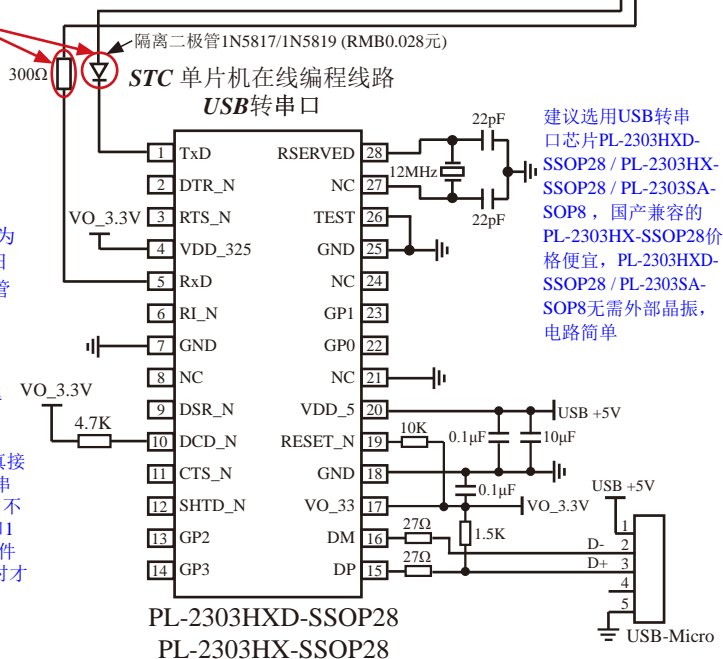 隔离二极管1N5817/1N5819 (RMB0.028元)
300Ω
STC 单片机在线编程线路
USB转串口
22pF
12MHz
22pF
建议选用USB转串
口芯片PL-2303HXD-
SSOP28 / PL-2303HX-
SSOP28 / PL-2303SA-
SOP8 ，国产兼容的
PL-2303HX-SSOP28价
格便宜，PL-2303HXD-
SSOP28 / PL-2303SA-
SOP8无需外部晶振，
电路简单
1 TxD RSERVED 28
2 DTR_N NC 27
3 RTS_N TEST 26
4 VDD_325 GND 25
5 RxD NC 24
6 RI_N GP1 23
7 GND GP0 22
8 NC NC 21
9 DSR_N VDD_5 20
10 DCD_N RESET_N 19
11 CTS_N GND 18
12 SHTD_N VO_33 17
13 GP2 DM 16
14 GP3 DP 15
VO_3.3V
为
管
VO_3.3V
4.7K
接
串
不
1
件
时才
USB +5V
10K
0.1μF
10μF
0.1μF
VO_3.3V
USB +5V
27Ω
1.5K
27Ω
D-
D+
1
2
3
4
5
USB-Micro
PL-2303HXD-SSOP28
PL-2303HX-SSOP28